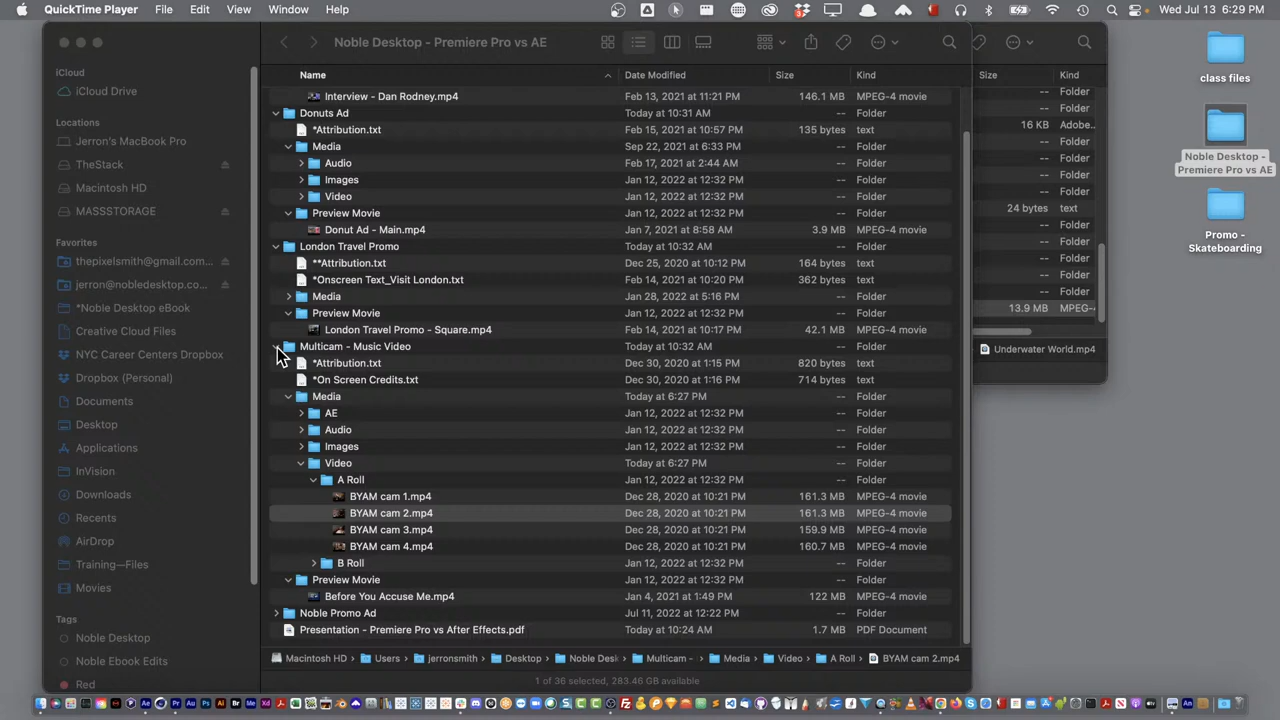 QuickTime Player File Edit View Window Help Wed Jul 13 6:29 PM
Noble Desktop - Premiere Pro vs AE
Name Date Modified Size Kind
iCloud
iCloud Drive
Locations
Jerron's MacBook Pro
TheStack
Macintosh HD
MASSSTORAGE
Favorites
thepixelsmith@gmail.com...
jerron@nobledesktop.co...
*Noble Desktop eBook
Creative Cloud Files
NYC Career Centers Dropbox
Dropbox (Personal)
Documents
Desktop
Applications
InVision
Downloads
Recents
AirDrop
Training—Files
Movies
Tags
Noble Desktop
Noble Ebook Edits
Red
Interview - Dan Rodney.mp4 Feb 13, 2021 at 11:21 PM 146.1 MB MPEG-4 movie
Donuts Ad Today at 10:31 AM -- Folder
*Attribution.txt Feb 15, 2021 at 10:57 PM 135 bytes text
Media Sep 22, 2021 at 6:33 PM -- Folder
Audio Feb 17, 2021 at 2:44 AM -- Folder
Images Jan 12, 2022 at 12:32 PM -- Folder
Video Jan 12, 2022 at 12:32 PM -- Folder
Preview Movie Jan 12, 2022 at 12:32 PM -- Folder
Donut Ad - Main.mp4 Jan 7, 2021 at 8:58 AM 3.9 MB MPEG-4 movie
London Travel Promo Today at 10:32 AM -- Folder
**Attribution.txt Dec 25, 2020 at 10:12 PM 164 bytes text
*Onscreen Text_Visit London.txt Feb 14, 2021 at 10:20 PM 362 bytes text
Media Jan 28, 2022 at 5:16 PM -- Folder
Preview Movie Jan 12, 2022 at 12:32 PM -- Folder
London Travel Promo - Square.mp4 Feb 14, 2021 at 10:17 PM 42.1 MB MPEG-4 movie
Multicam - Music Video Today at 10:32 AM -- Folder
*Attribution.txt Dec 30, 2020 at 1:15 PM 820 bytes text
*On Screen Credits.txt Dec 30, 2020 at 1:16 PM 714 bytes text
Media Today at 6:27 PM -- Folder
AE Jan 12, 2022 at 12:32 PM -- Folder
Audio Jan 12, 2022 at 12:32 PM -- Folder
Images Jan 12, 2022 at 12:32 PM -- Folder
Video Today at 6:27 PM -- Folder
A Roll Jan 12, 2022 at 12:32 PM -- Folder
BYAM cam 1.mp4 Dec 28, 2020 at 10:21 PM 161.3 MB MPEG-4 movie
BYAM cam 2.mp4 Dec 28, 2020 at 10:21 PM 161.3 MB MPEG-4 movie
BYAM cam 3.mp4 Dec 28, 2020 at 10:21 PM 159.9 MB MPEG-4 movie
BYAM cam 4.mp4 Dec 28, 2020 at 10:21 PM 160.7 MB MPEG-4 movie
B Roll Jan 12, 2022 at 12:32 PM -- Folder
Preview Movie Jan 12, 2022 at 12:32 PM -- Folder
Before You Accuse Me.mp4 Jan 4, 2021 at 1:49 PM 122 MB MPEG-4 movie
Noble Promo Ad Jul 11, 2022 at 12:22 PM -- Folder
Presentation - Premiere Pro vs After Effects.pdf Today at 10:24 AM 1.7 MB PDF Document
Macintosh HD Users jerronsmith Desktop Noble Desk Multicam - Media Video A Roll BYAM cam 2.mp4
1 of 36 selected, 283.46 GB available
Size Kind
-- Folder
16 KB Adobe...
-- Folder
-- Folder
-- Folder
-- Folder
24 bytes text
-- Folder
-- Folder
-- Folder
-- Folder
-- Folder
13.9 MB MPEG-
Underwater World.mp4
class files
Noble Desktop -
Premiere Pro vs AE
Promo -
Skateboarding